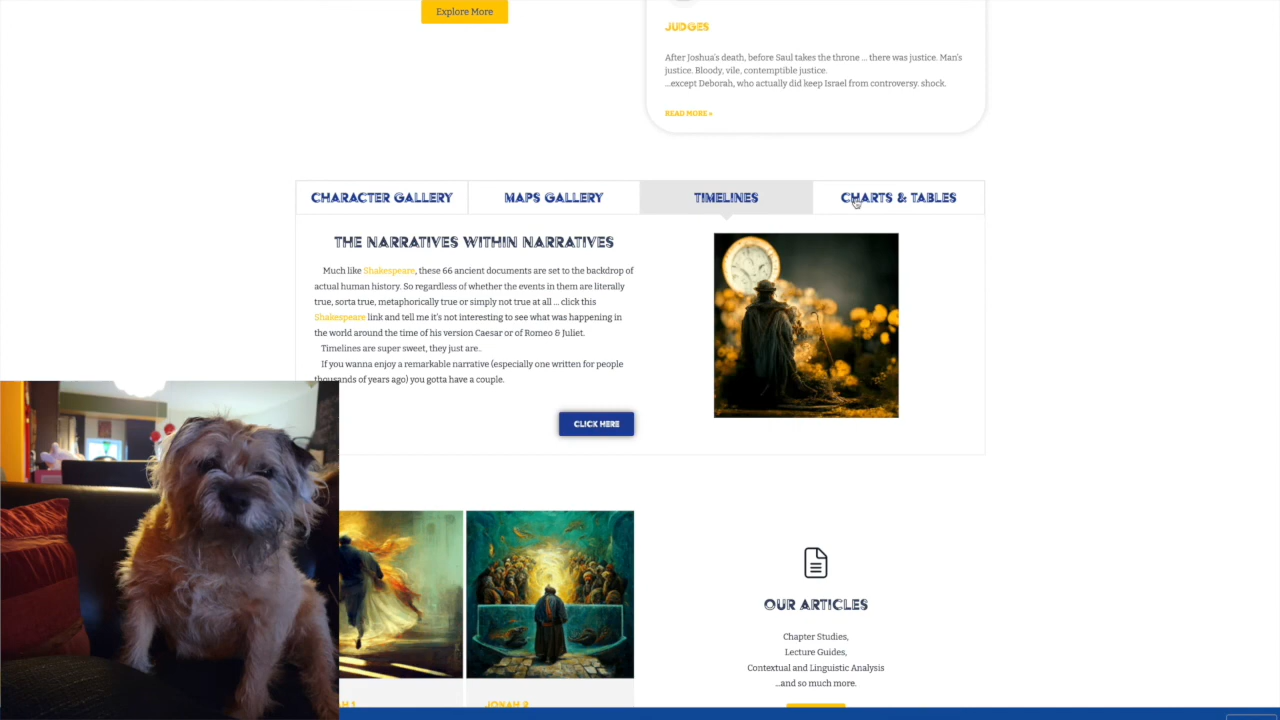 Explore More
JUDGES
After Joshua's death, before Saul takes the throne ... there was justice. Man's
justice. Bloody, vile, contemptible justice.
...except Deborah, who actually did keep Israel from controversy. shock.
READ MORE »
CHARACTER GALLERY
MAPS GALLERY
TIMELINES
CHARTS & TABLES
THE NARRATIVES WITHIN NARRATIVES
Much like Shakespeare, these 66 ancient documents are set to the backdrop of
actual human history. So regardless of whether the events in them are literally
true, sorta true, metaphorically true or simply not true at all ... click this
Shakespeare link and tell me it's not interesting to see what was happening in
the world around the time of his version Caesar or of Romeo & Juliet.
Timelines are super sweet, they just are..
If you wanna enjoy a remarkable narrative (especially one written for people
thousands of years ago) you gotta have a couple.
CLICK HERE
OUR ARTICLES
Chapter Studies,
Lecture Guides,
Contextual and Linguistic Analysis
...and so much more.
JONAH 2